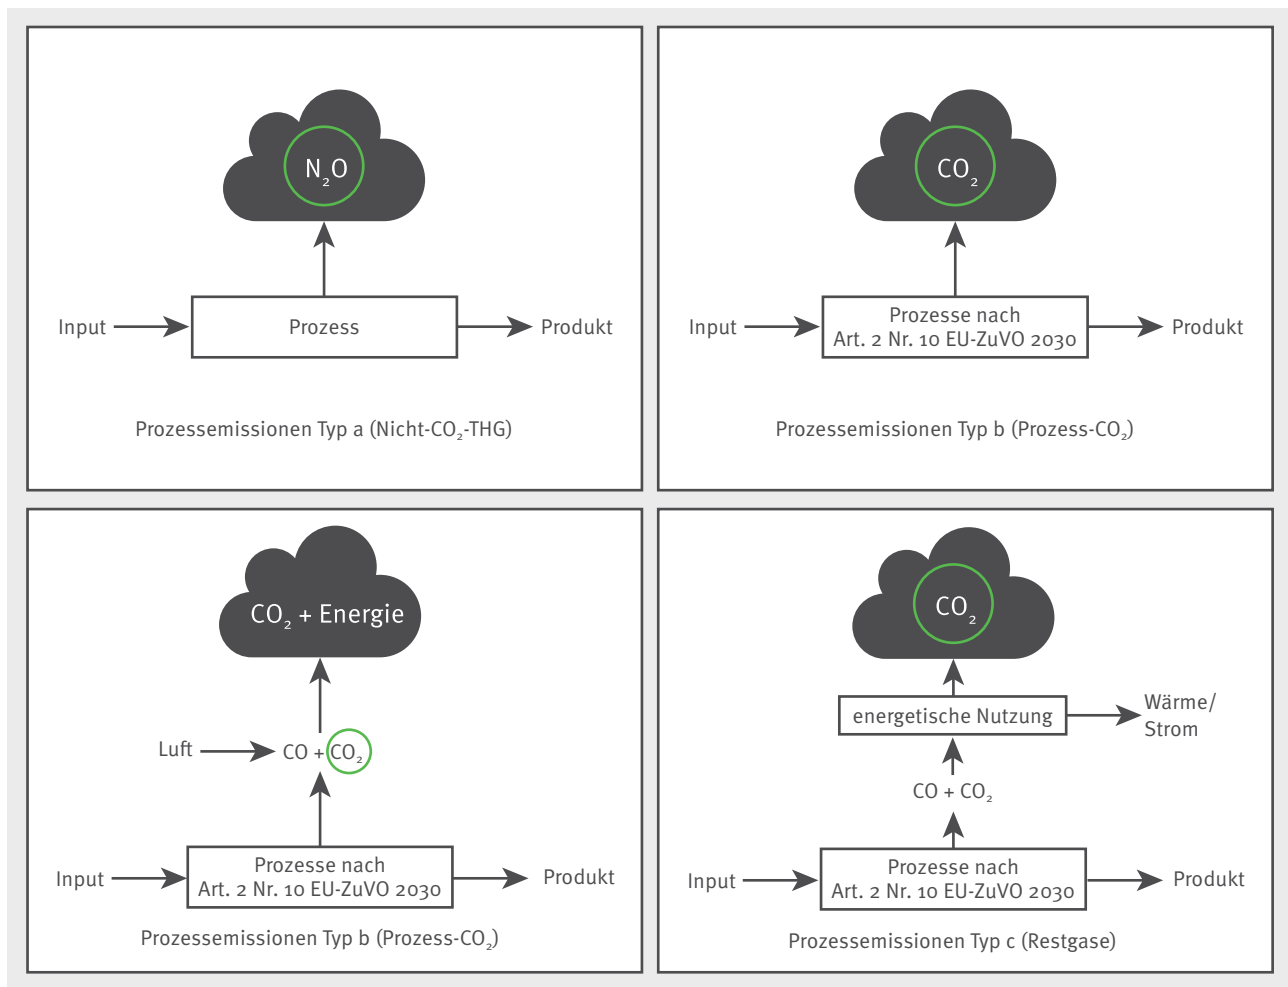 N₂O
Input
Prozess
Produkt
Prozessemissionen Typ a (Nicht-CO₂-THG)
CO₂
Input
Prozesse nach
Art. 2 Nr. 10 EU-ZuVO 2030
Produkt
Prozessemissionen Typ b (Prozess-CO₂)
CO₂ + Energie
Luft
CO + CO₂
Input
Prozesse nach
Art. 2 Nr. 10 EU-ZuVO 2030
Produkt
Prozessemissionen Typ b (Prozess-CO₂)
CO₂
energetische Nutzung
Wärme/
Strom
CO + CO₂
Input
Prozesse nach
Art. 2 Nr. 10 EU-ZuVO 2030
Produkt
Prozessemissionen Typ c (Restgase)